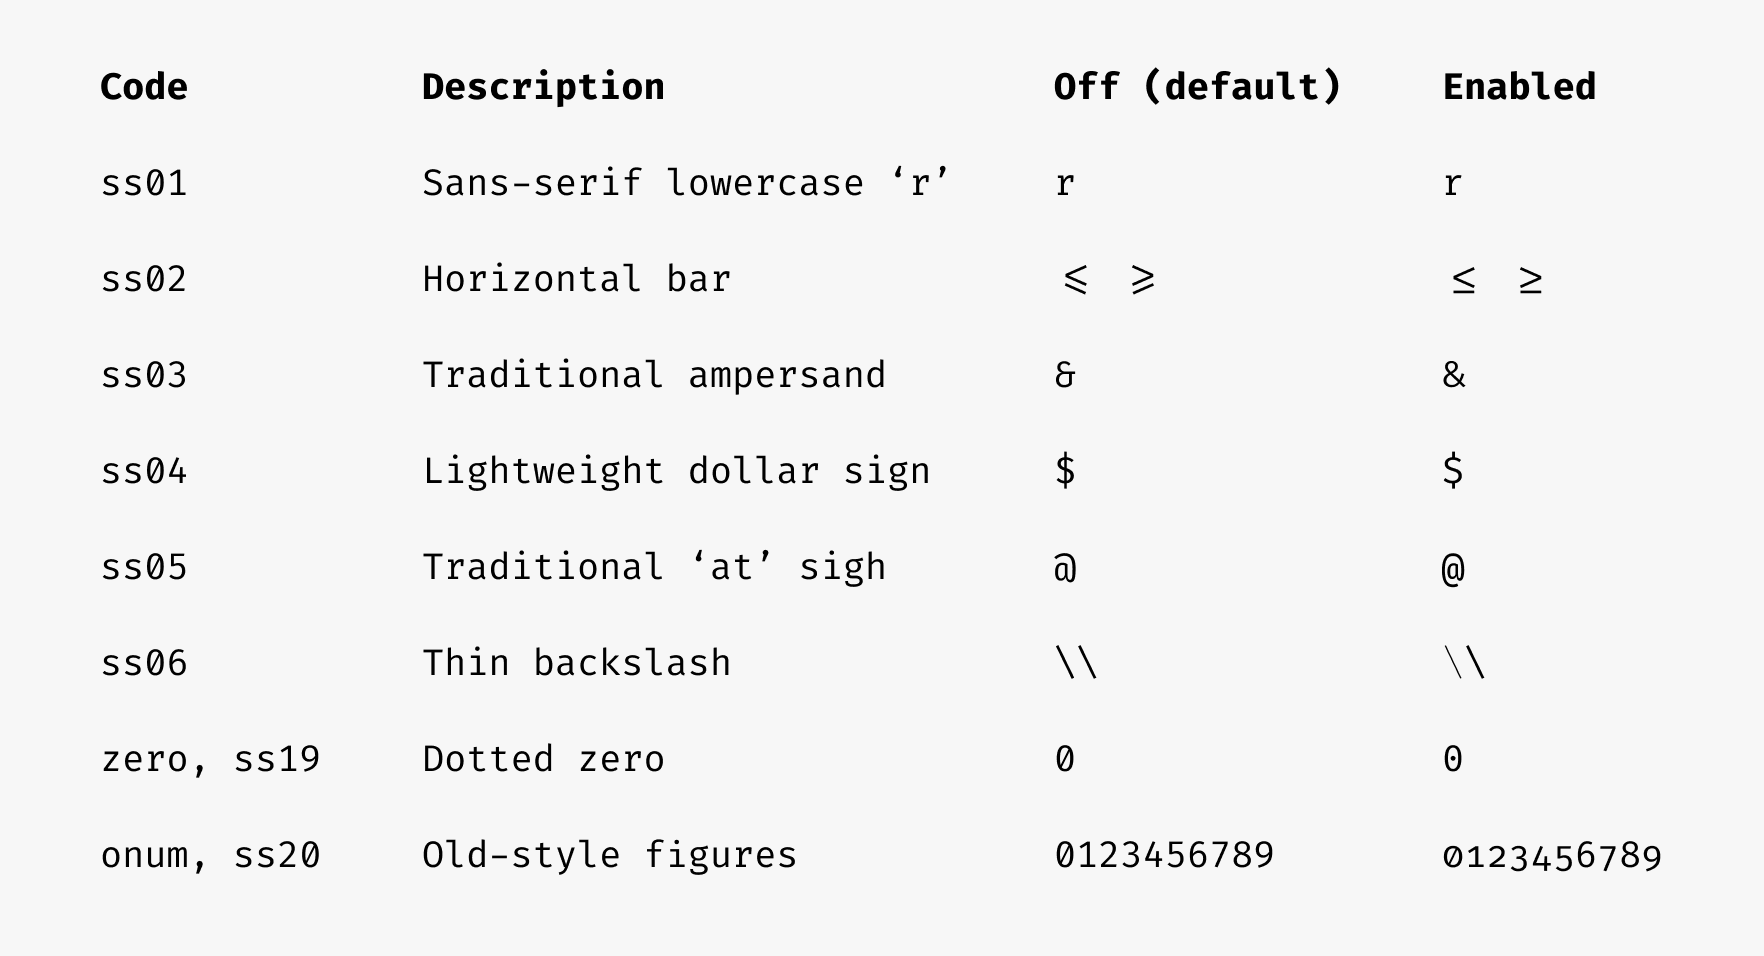 Code Description Off (default) Enabled
ss01 Sans-serif lowercase ‘r’ r r
ss02 Horizontal bar ⩽ ⩾ ≤ ≥
ss03 Traditional ampersand & &
ss04 Lightweight dollar sign $ $
ss05 Traditional ‘at’ sigh @ @
ss06 Thin backslash \\ \\
zero, ss19 Dotted zero 0 0
onum, ss20 Old-style figures 0123456789 0123456789